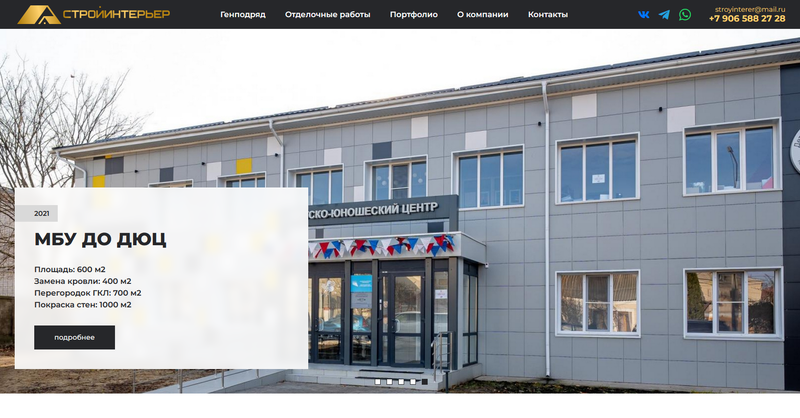 СТРОЙИНТЕРЬЕР
Генподряд
Отделочные работы
Портфолио
О компании
Контакты
stroyinterer@mail.ru
+7 906 588 27 28
ТСКО-ЮНОШЕСКИЙ ЦЕНТР
2021
МБУ ДО ДЮЦ
Площадь: 600 м2
Замена кровли: 400 м2
Перегородок ГКЛ: 700 м2
Покраска стен: 1000 м2
подробнее